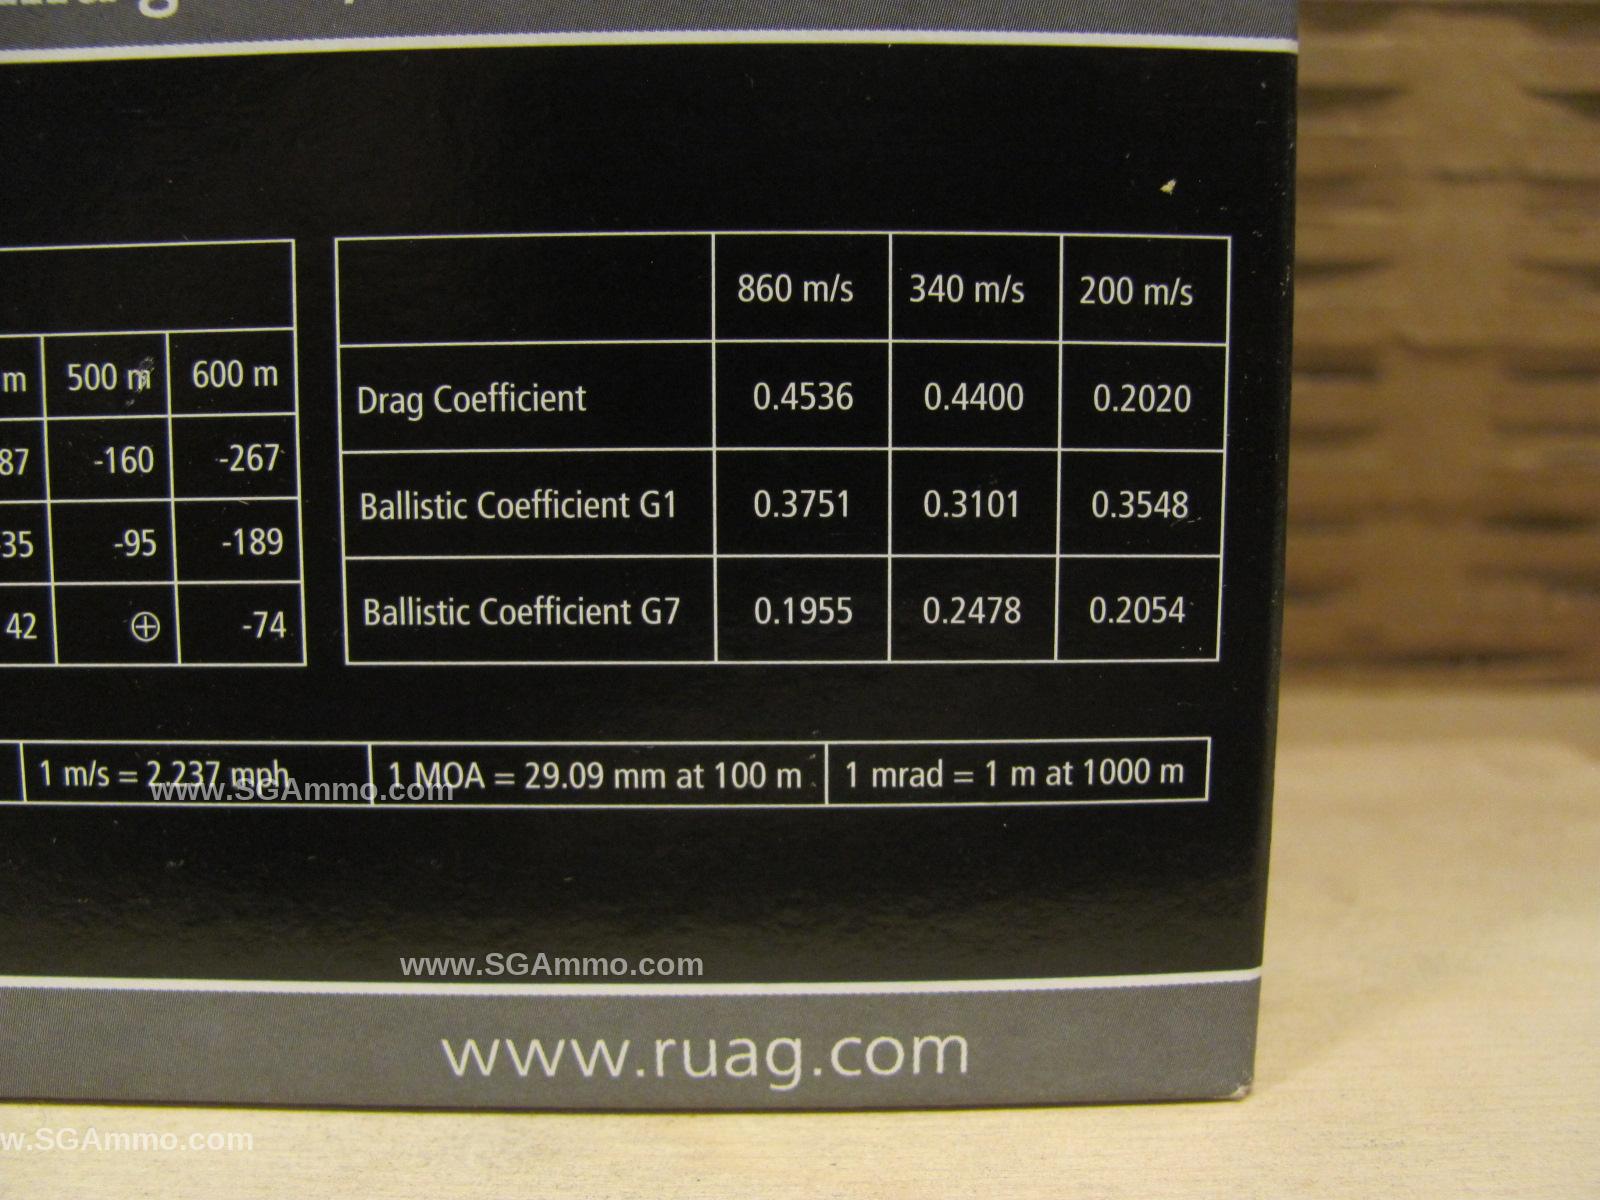 860 m/s 340 m/s 200 m/s
m 500 m 600 m
Drag Coefficient 0.4536 0.4400 0.2020
87 -160 -267
Ballistic Coefficient G1 0.3751 0.3101 0.3548
-35 -95 -189
Ballistic Coefficient G7 0.1955 0.2478 0.2054
42 ⊕ -74
1 m/s = 2.237 mph 1 MOA = 29.09 mm at 100 m 1 mrad = 1 m at 1000 m
www.SGAmmo.com
www.SGAmmo.com
www.ruag.com
w.SGAmmo.com